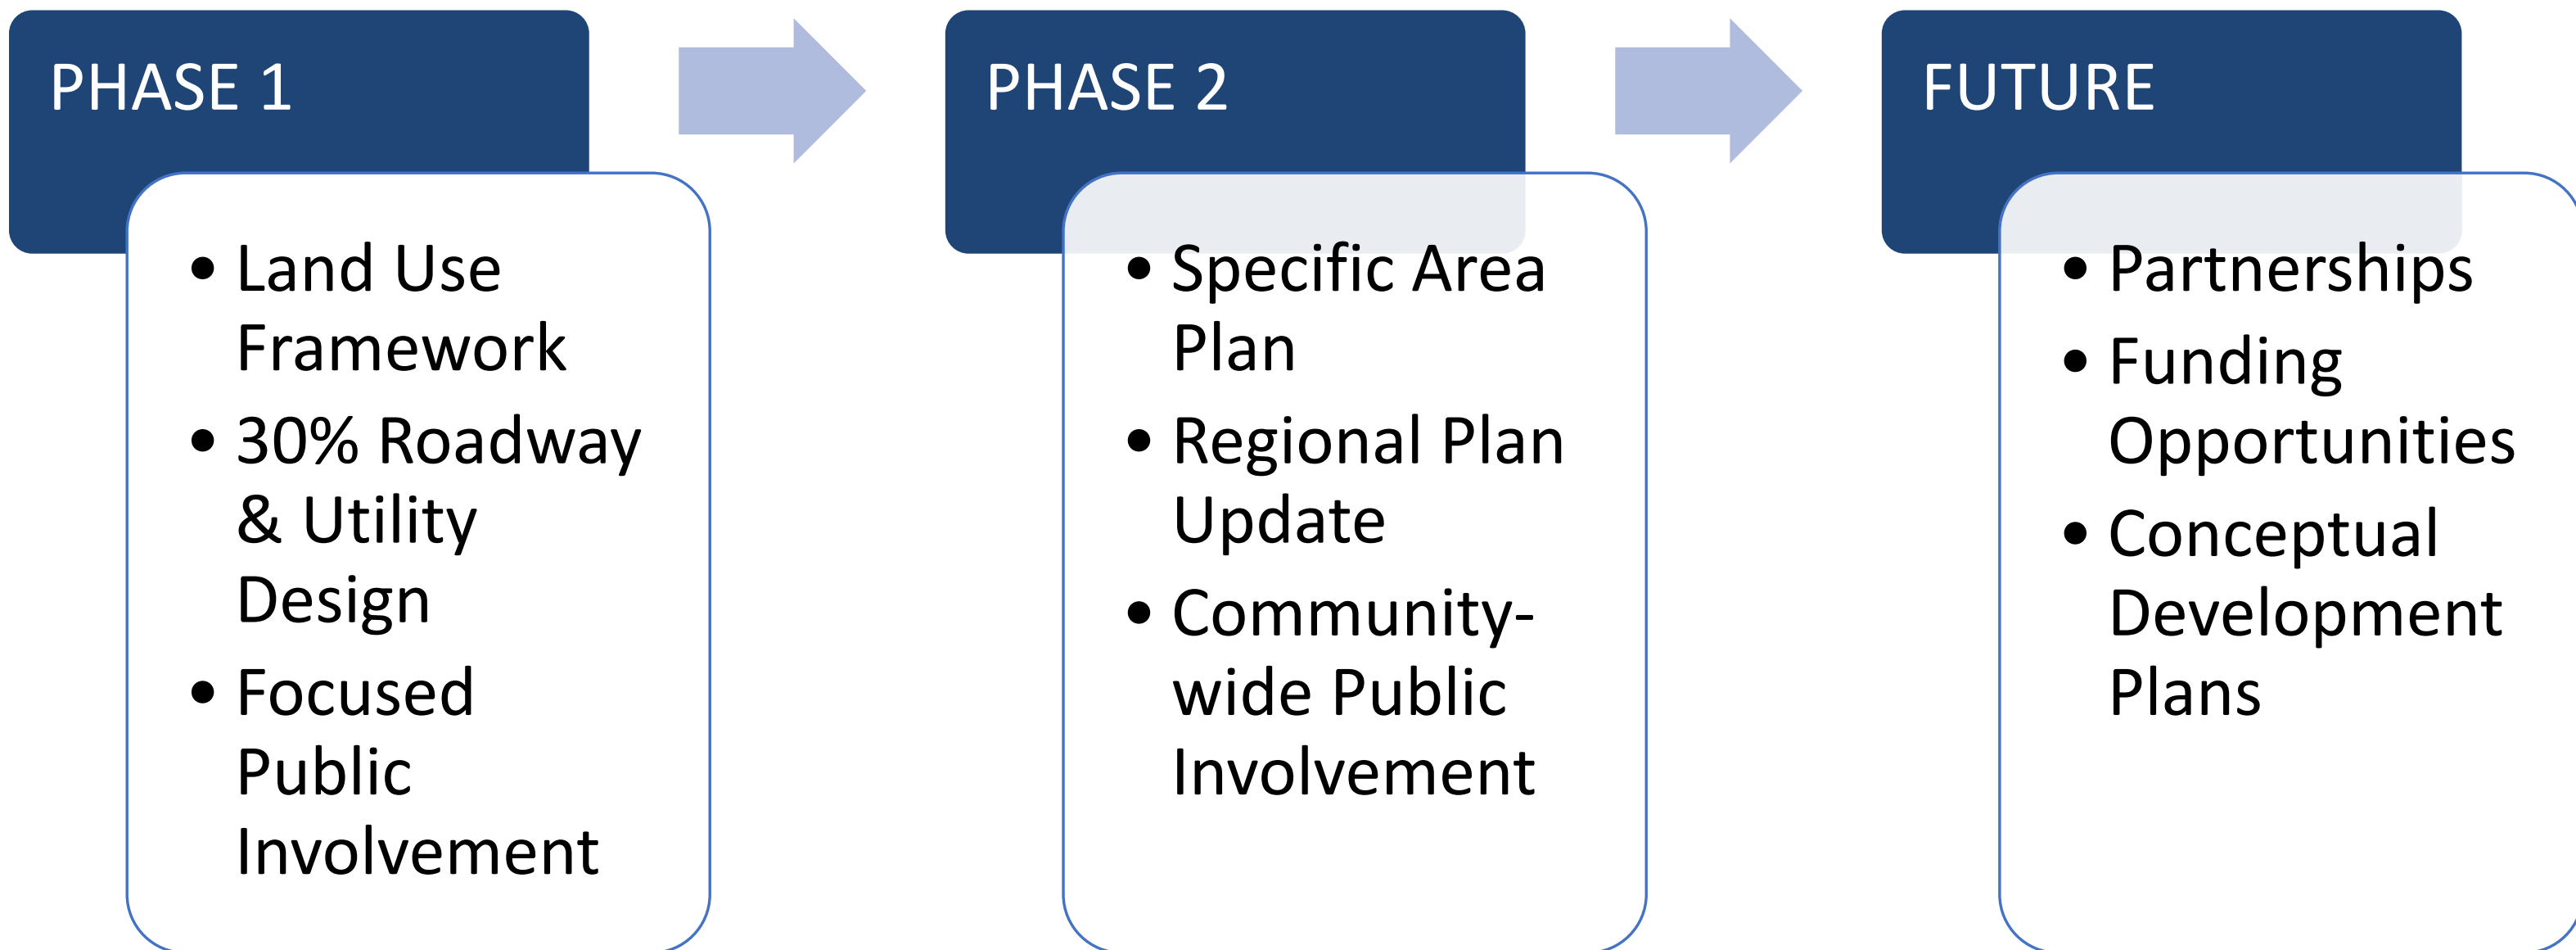 PHASE 1
• Land Use
Framework
• 30% Roadway
& Utility
Design
• Focused
Public
Involvement
PHASE 2
• Specific Area
Plan
• Regional Plan
Update
• Community-
wide Public
Involvement
FUTURE
• Partnerships
• Funding
Opportunities
• Conceptual
Development
Plans